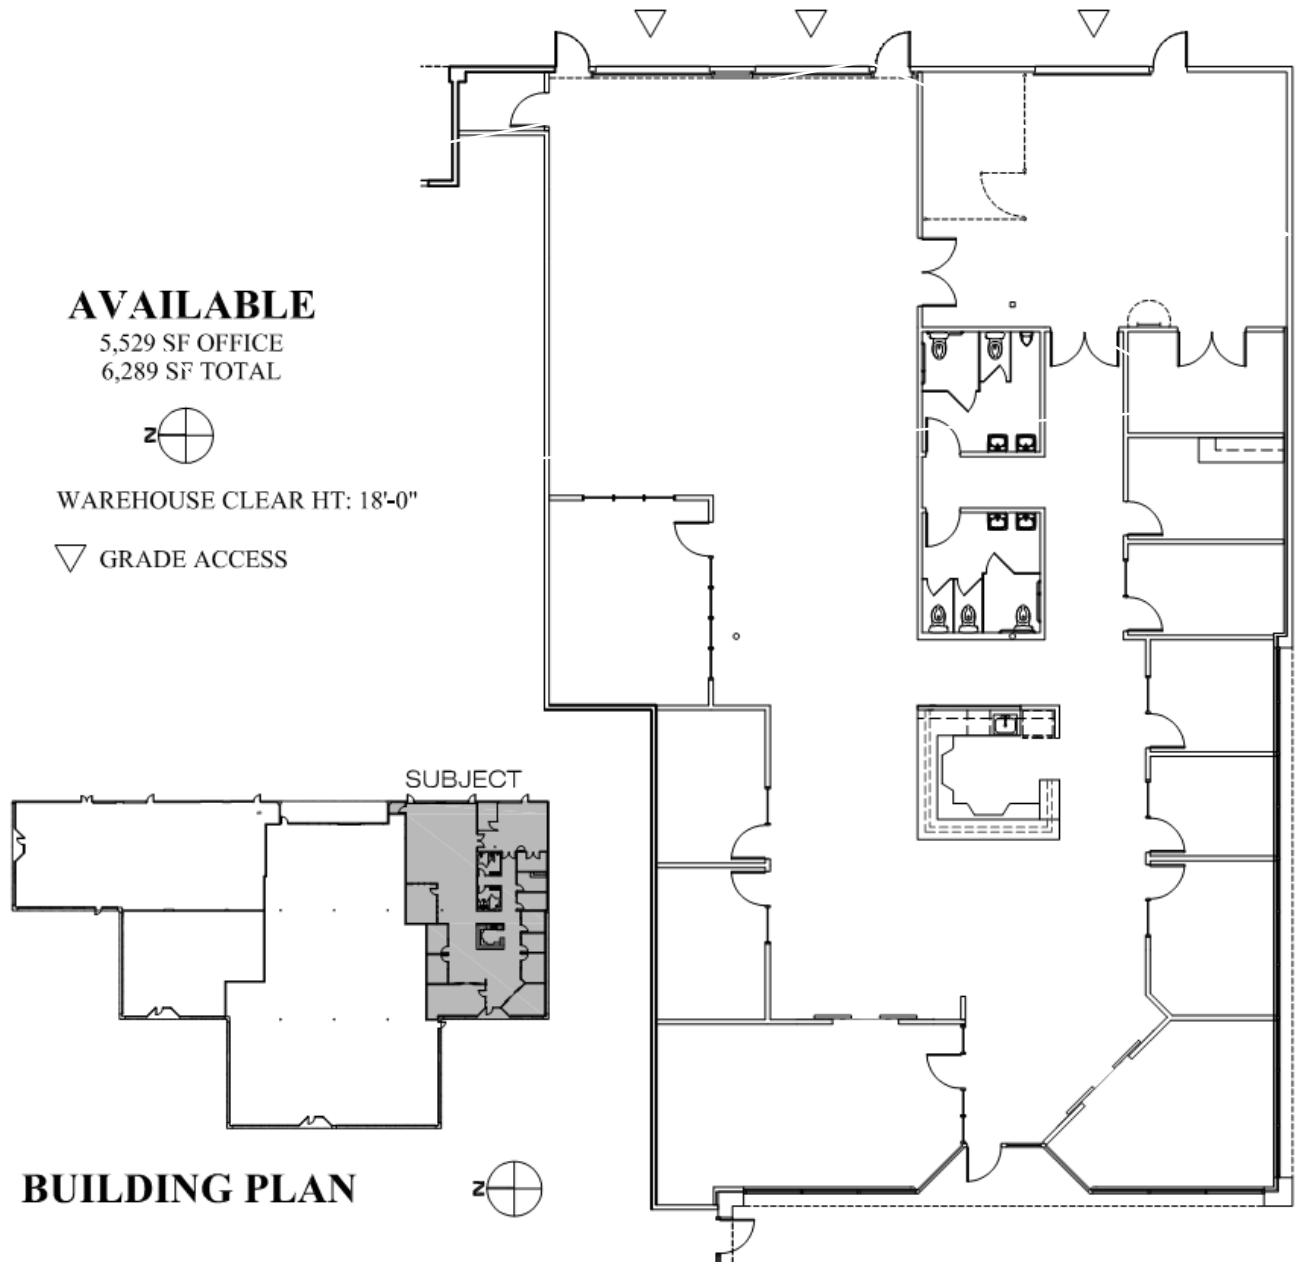 AVAILABLE
5,529 SF OFFICE
6,289 SF TOTAL
N
WAREHOUSE CLEAR HT: 18'-0"
GRADE ACCESS
SUBJECT
BUILDING PLAN
N